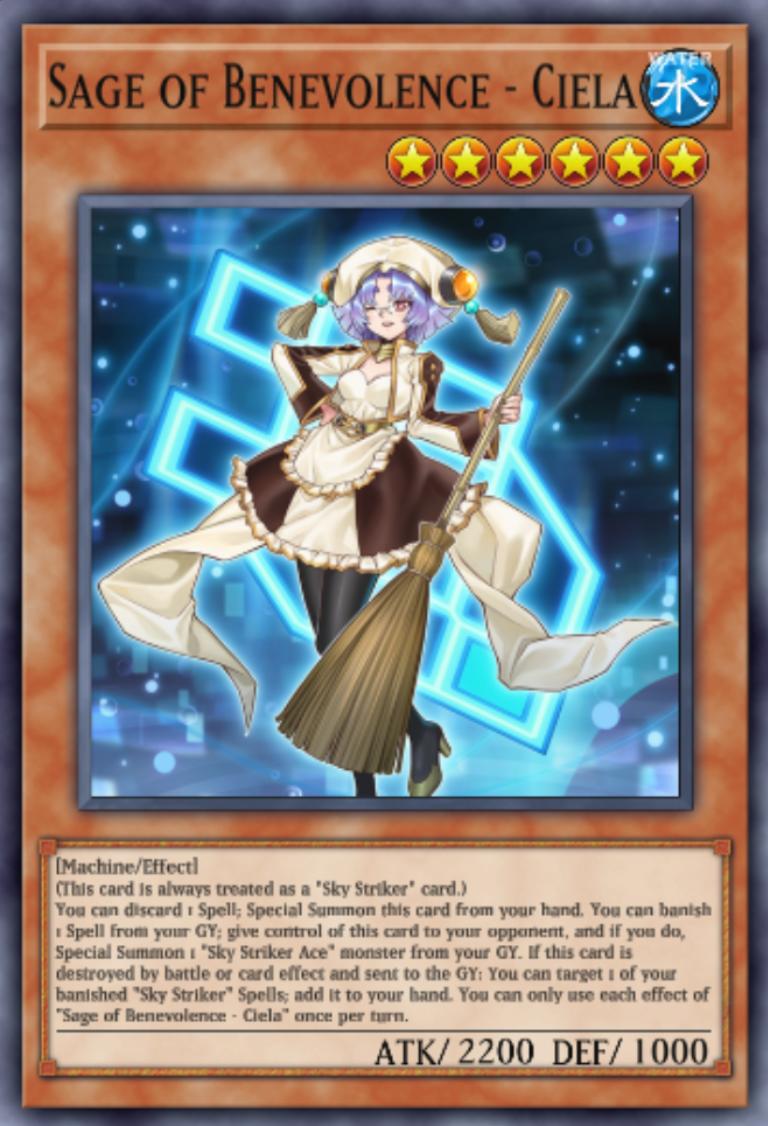 Sage of Benevolence - Ciela
WATER
水
[Machine/Effect]
(This card is always treated as a "Sky Striker" card.)
You can discard 1 Spell; Special Summon this card from your hand. You can banish
1 Spell from your GY; give control of this card to your opponent, and if you do,
Special Summon 1 "Sky Striker Ace" monster from your GY. If this card is
destroyed by battle or card effect and sent to the GY: You can target 1 of your
banished "Sky Striker" Spells; add it to your hand. You can only use each effect of
"Sage of Benevolence - Ciela" once per turn.
ATK/ 2200 DEF/ 1000